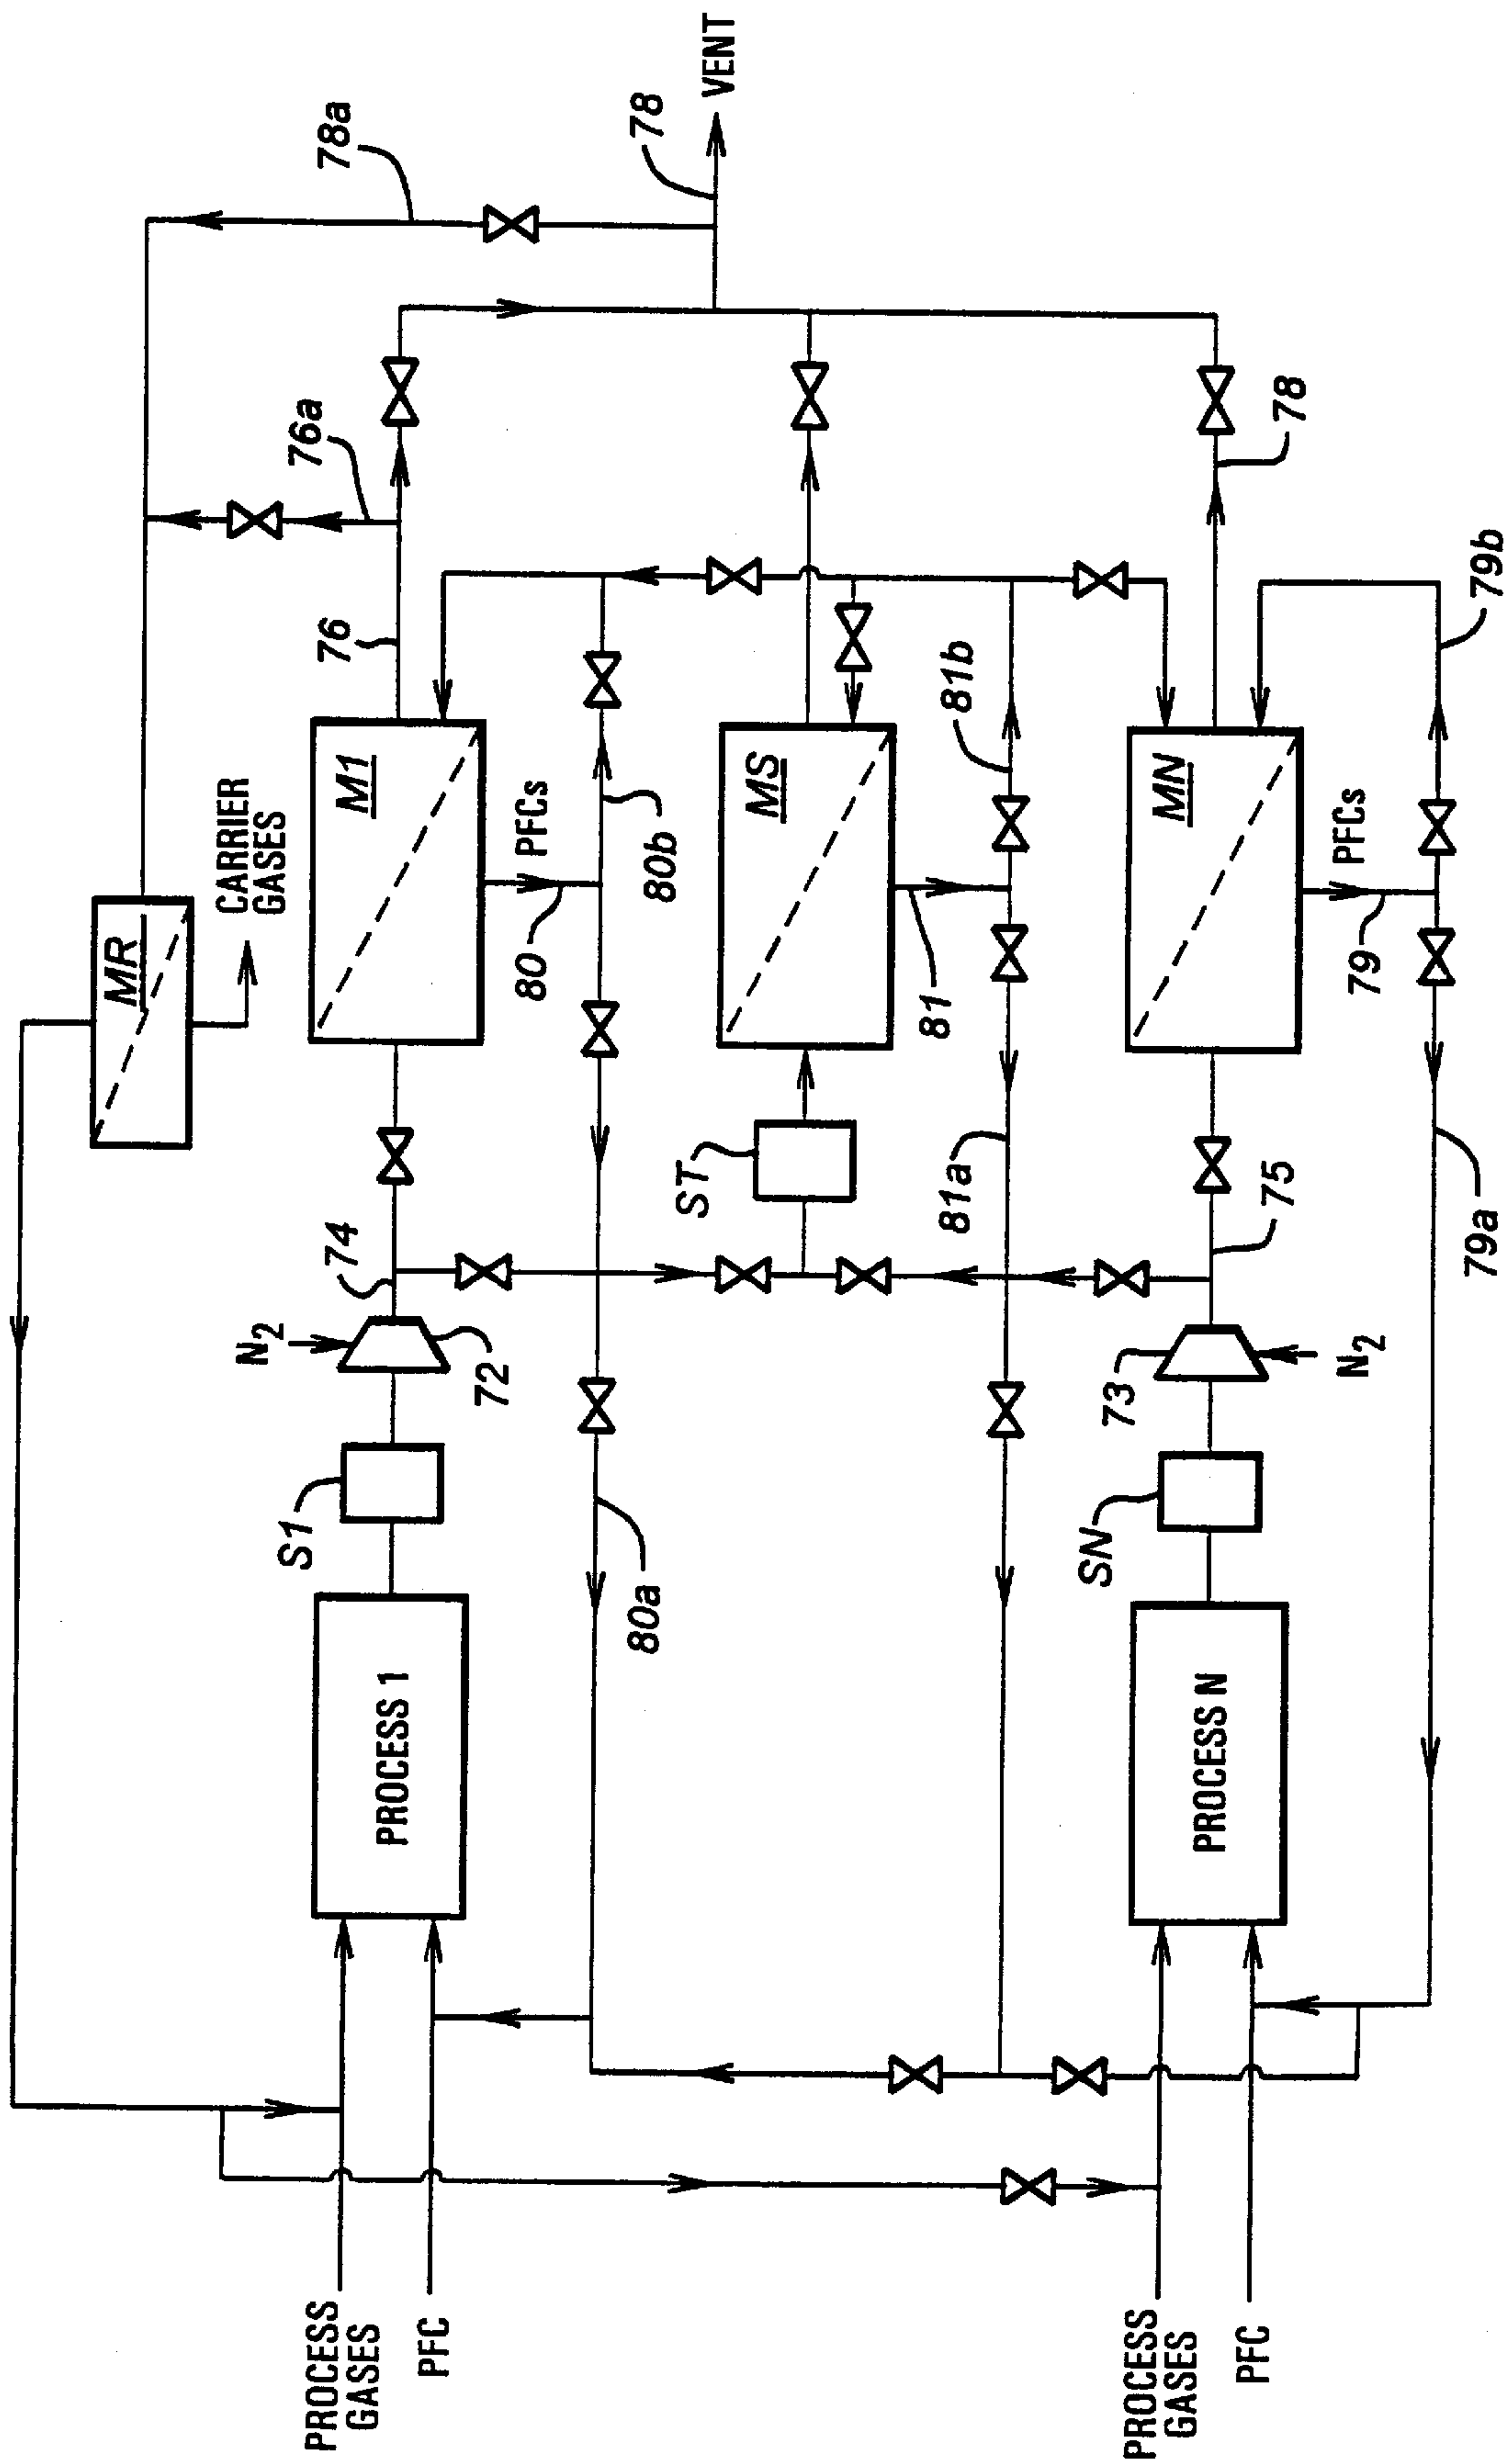 MR
CARRIER
GASES
76a
78a
76
78
VENT
PROCESS
GASES
PFC
PROCESS 1
S1
N2
72
74
M1
PFCs
80
80b
80a
ST
MS
81
81b
81a
PROCESS
GASES
PFC
PROCESS N
SN
73
N2
75
MN
78
PFCs
79
79b
79a